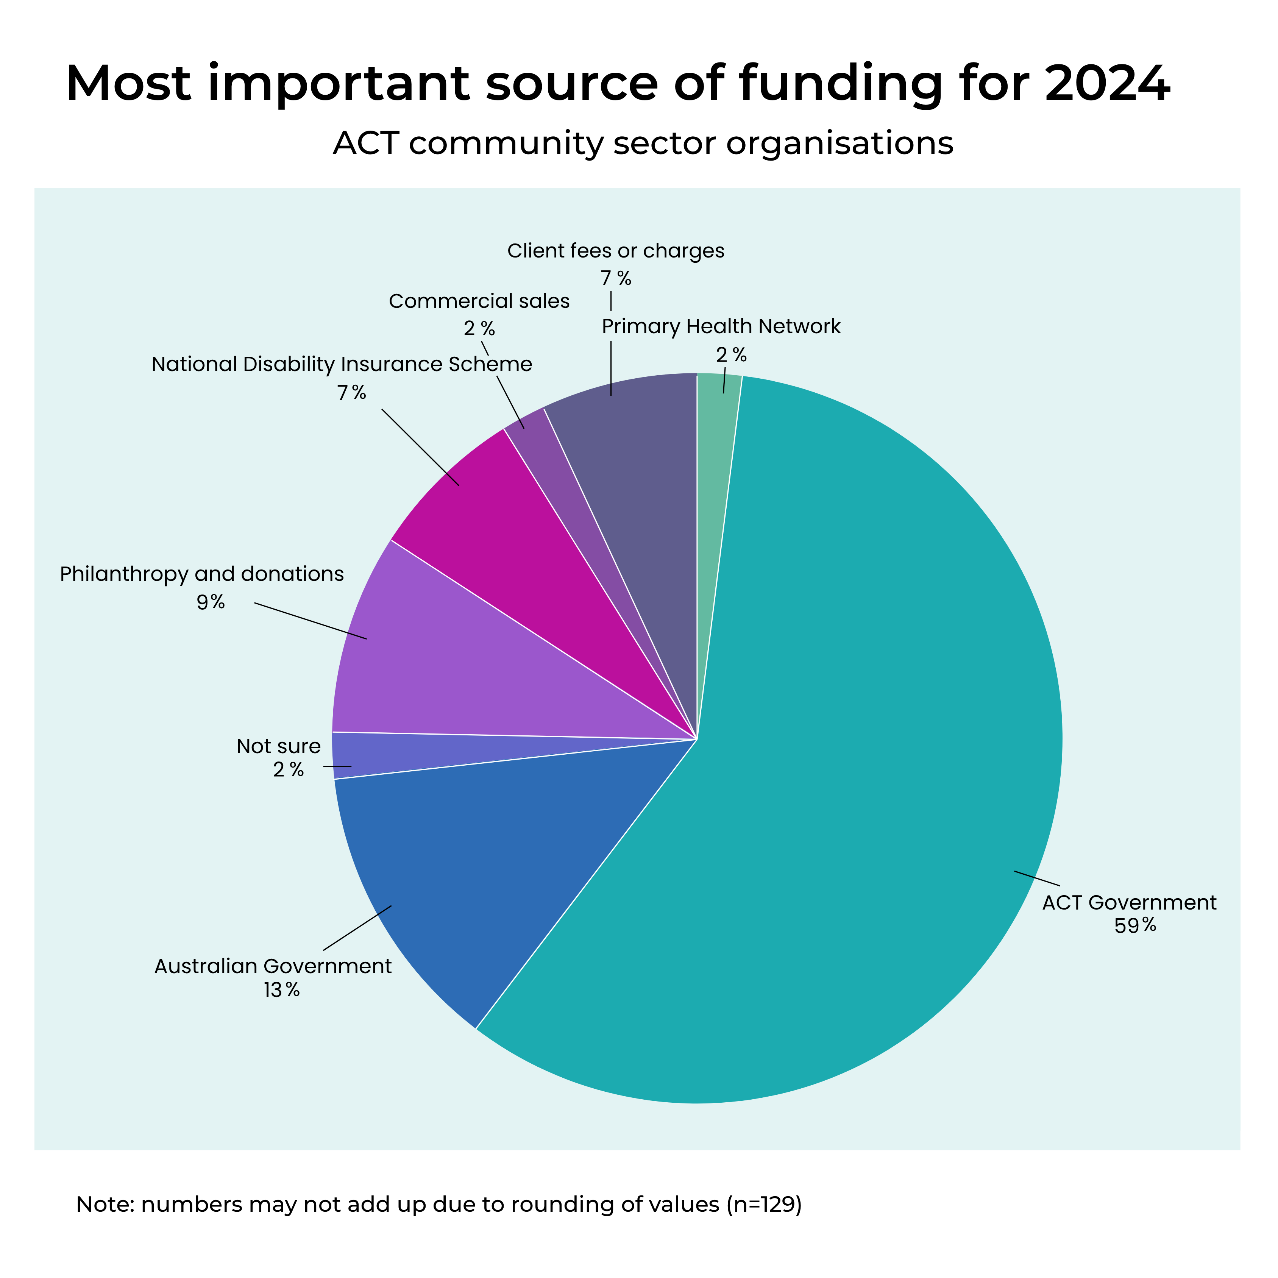 Most important source of funding for 2024
ACT community sector organisations
Client fees or charges
7 %
Commercial sales
2 %
Primary Health Network
2 %
National Disability Insurance Scheme
7 %
Philanthropy and donations
9%
Not sure
2 %
ACT Government
59%
Australian Government
13%
Note: numbers may not add up due to rounding of values (n=129)